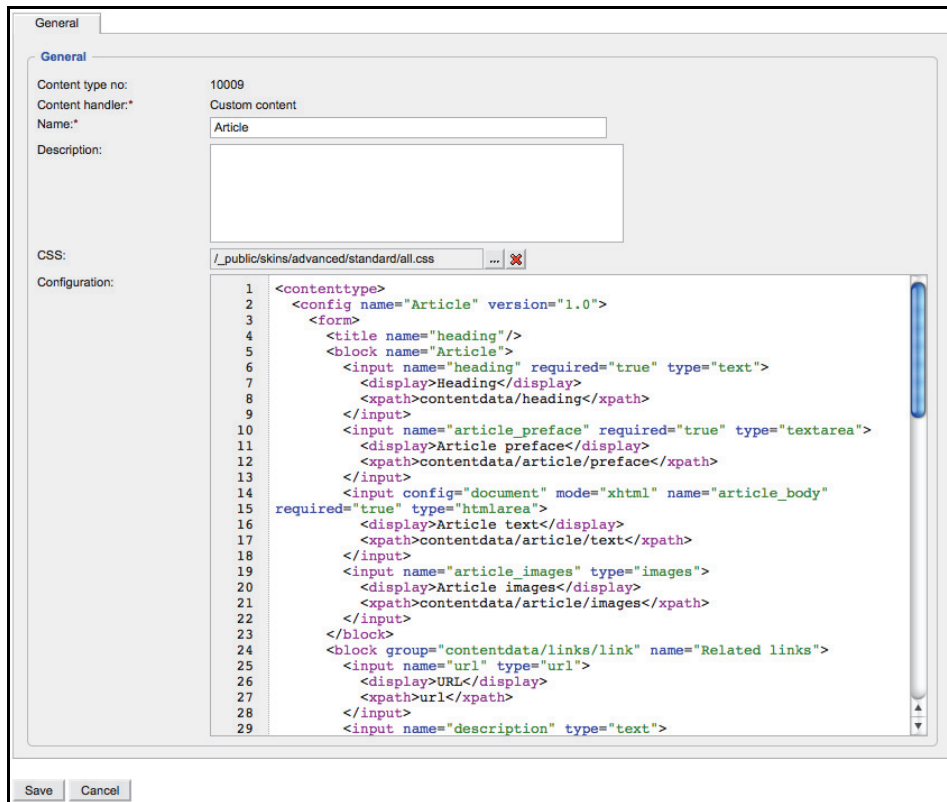 General
General
Content type no: 10009
Content handler:* Custom content
Name:* Article
Description:
CSS: /_public/skins/advanced/standard/all.css ...
Configuration:
1 <contenttype>
2 <config name="Article" version="1.0">
3 <form>
4 <title name="heading"/>
5 <block name="Article">
6 <input name="heading" required="true" type="text">
7 <display>Heading</display>
8 <xpath>contentdata/heading</xpath>
9 </input>
10 <input name="article_preface" required="true" type="textarea">
11 <display>Article preface</display>
12 <xpath>contentdata/article/preface</xpath>
13 </input>
14 <input config="document" mode="xhtml" name="article_body"
15 required="true" type="htmlarea">
16 <display>Article text</display>
17 <xpath>contentdata/article/text</xpath>
18 </input>
19 <input name="article_images" type="images">
20 <display>Article images</display>
21 <xpath>contentdata/article/images</xpath>
22 </input>
23 </block>
24 <block group="contentdata/links/link" name="Related links">
25 <input name="url" type="url">
26 <display>URL</display>
27 <xpath>url</xpath>
28 </input>
29 <input name="description" type="text">
Save Cancel